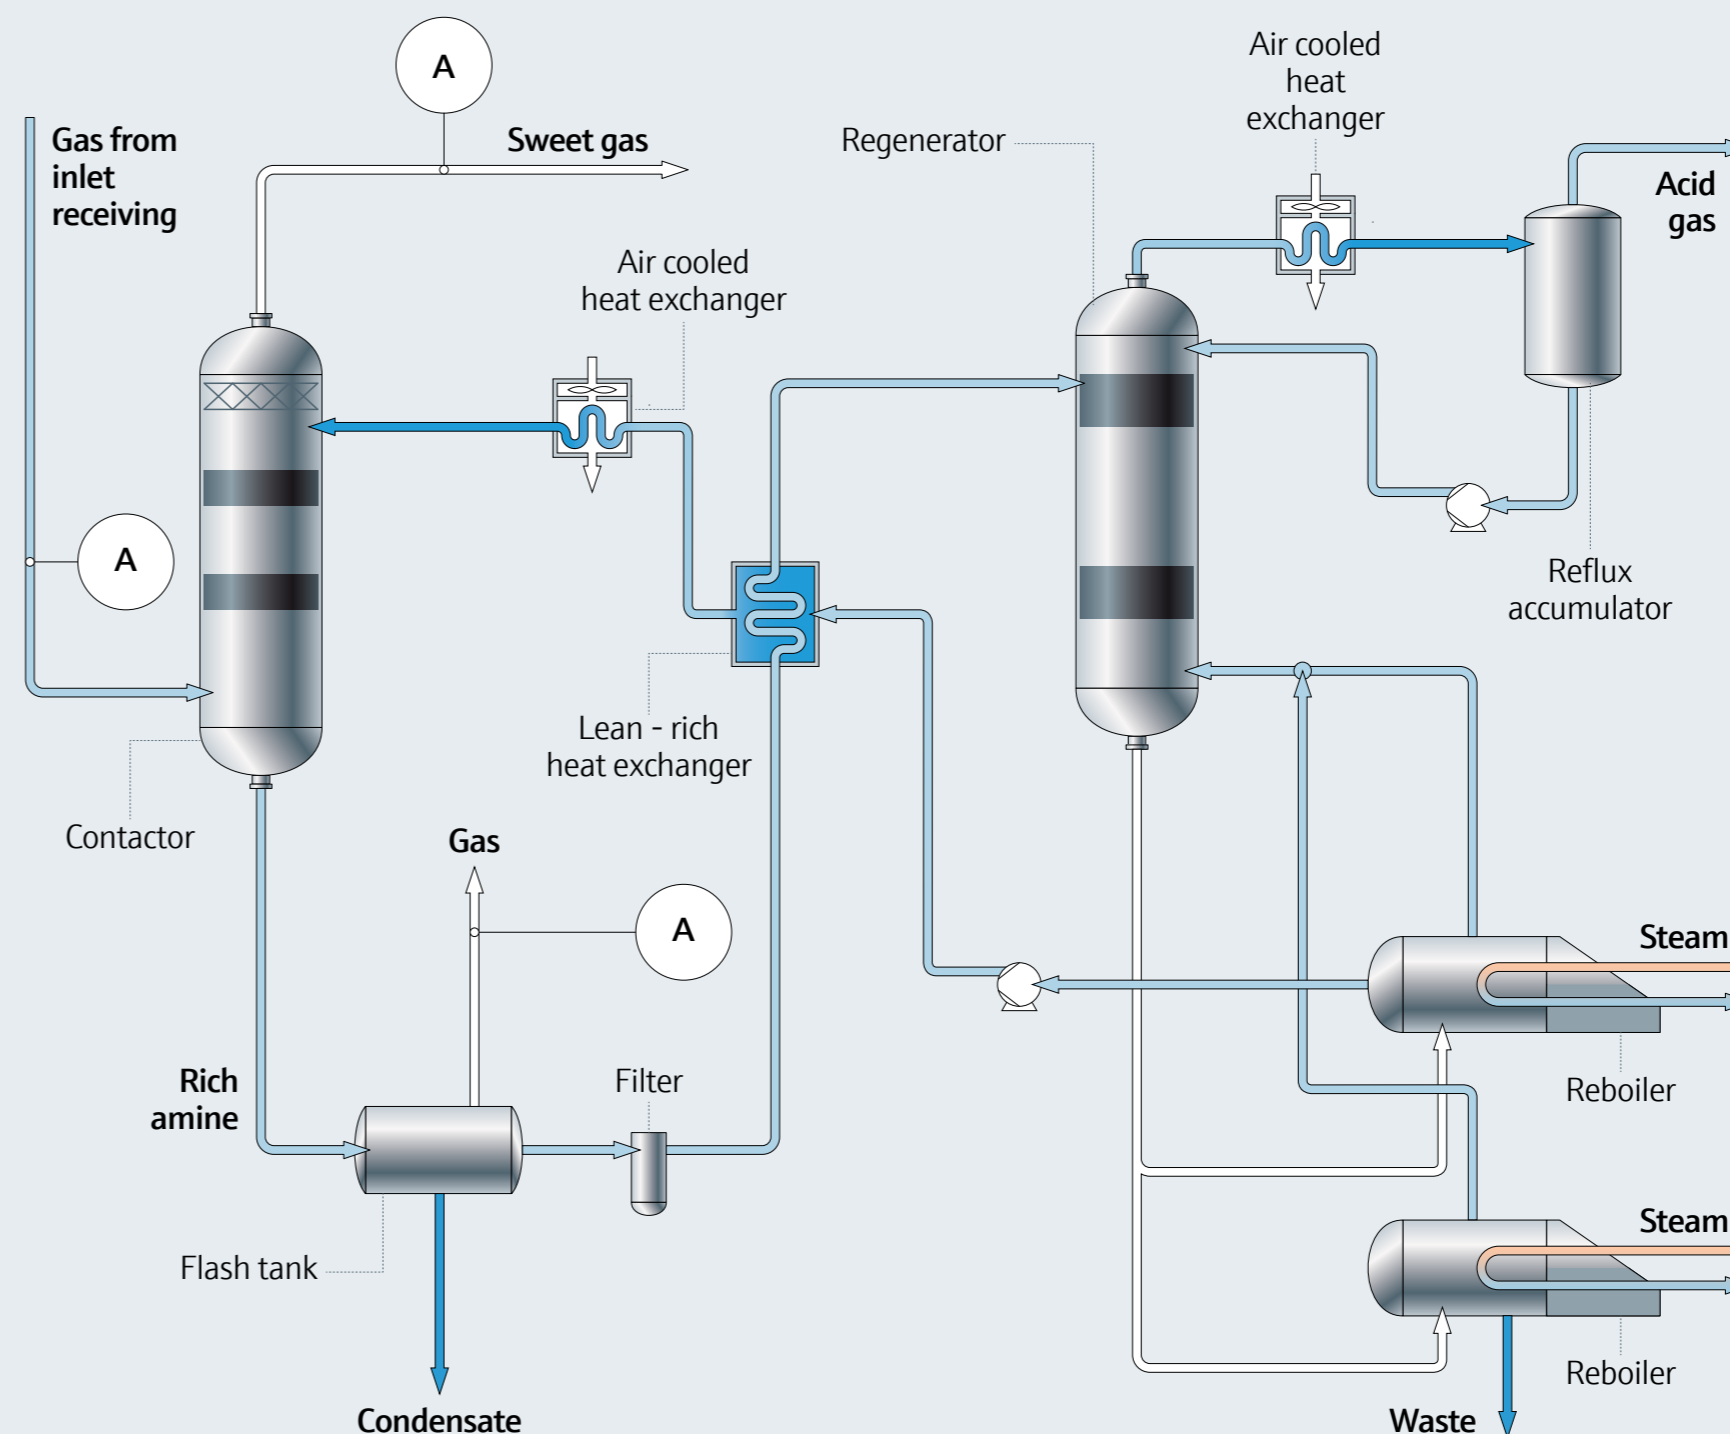 A
Gas from
inlet
receiving
Sweet gas
Regenerator
Air cooled
heat
exchanger
Acid
gas
Air cooled
heat exchanger
A
Reflux
accumulator
Lean - rich
heat exchanger
Contactor
Gas
A
Steam
Rich
amine
Filter
Reboiler
Flash tank
Steam
Reboiler
Condensate
Waste